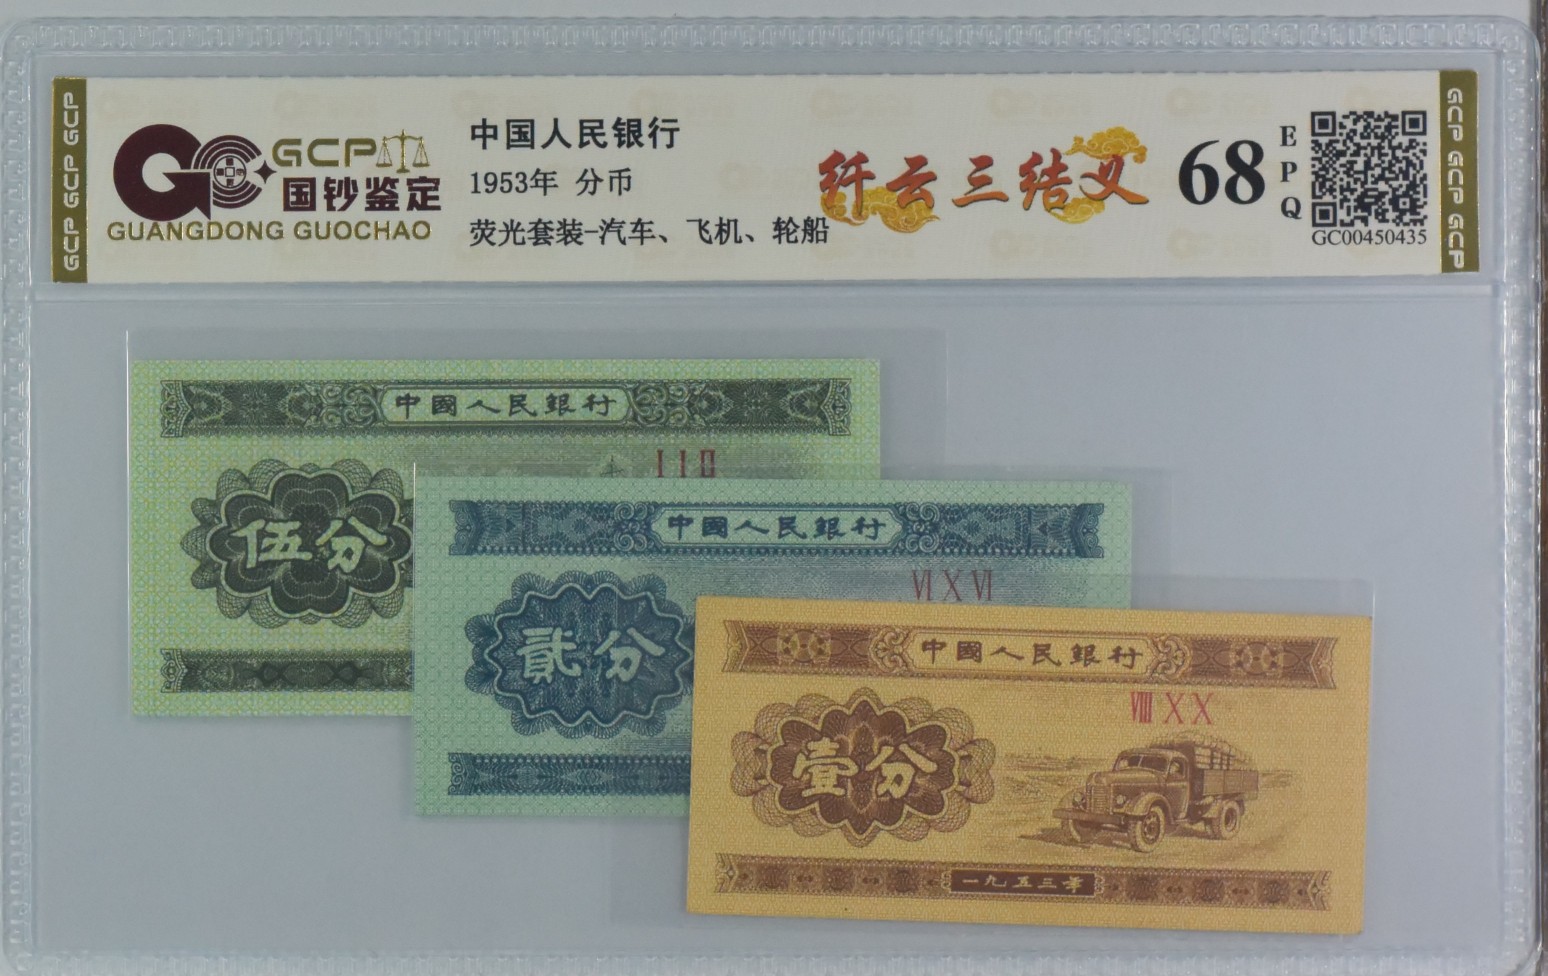 GCP GCP GCP
GCP
国钞鉴定
GUANGDONG GUOCHAO
中国人民银行
1953年 分币
荧光套装-汽车、飞机、轮船
纤云三结义
68
EPQ
GC00450435
GCP GCP GCP
中國人民銀行
I I II
伍分
中國人民銀行
VI X VI
貳分
中國人民銀行
VIII X X
壹分
一九五三年